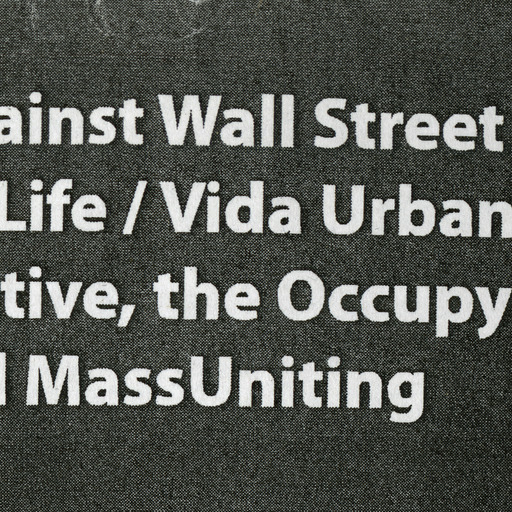 ainst Wall Street
Life / Vida Urban
tive, the Occupy
MassUniting